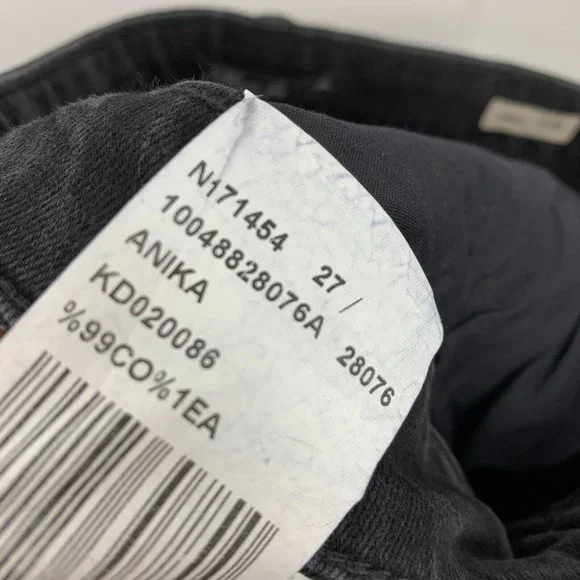 N171454 27 /
10048828076A 28076
ANIKA
KD020086
%99CO%1EA